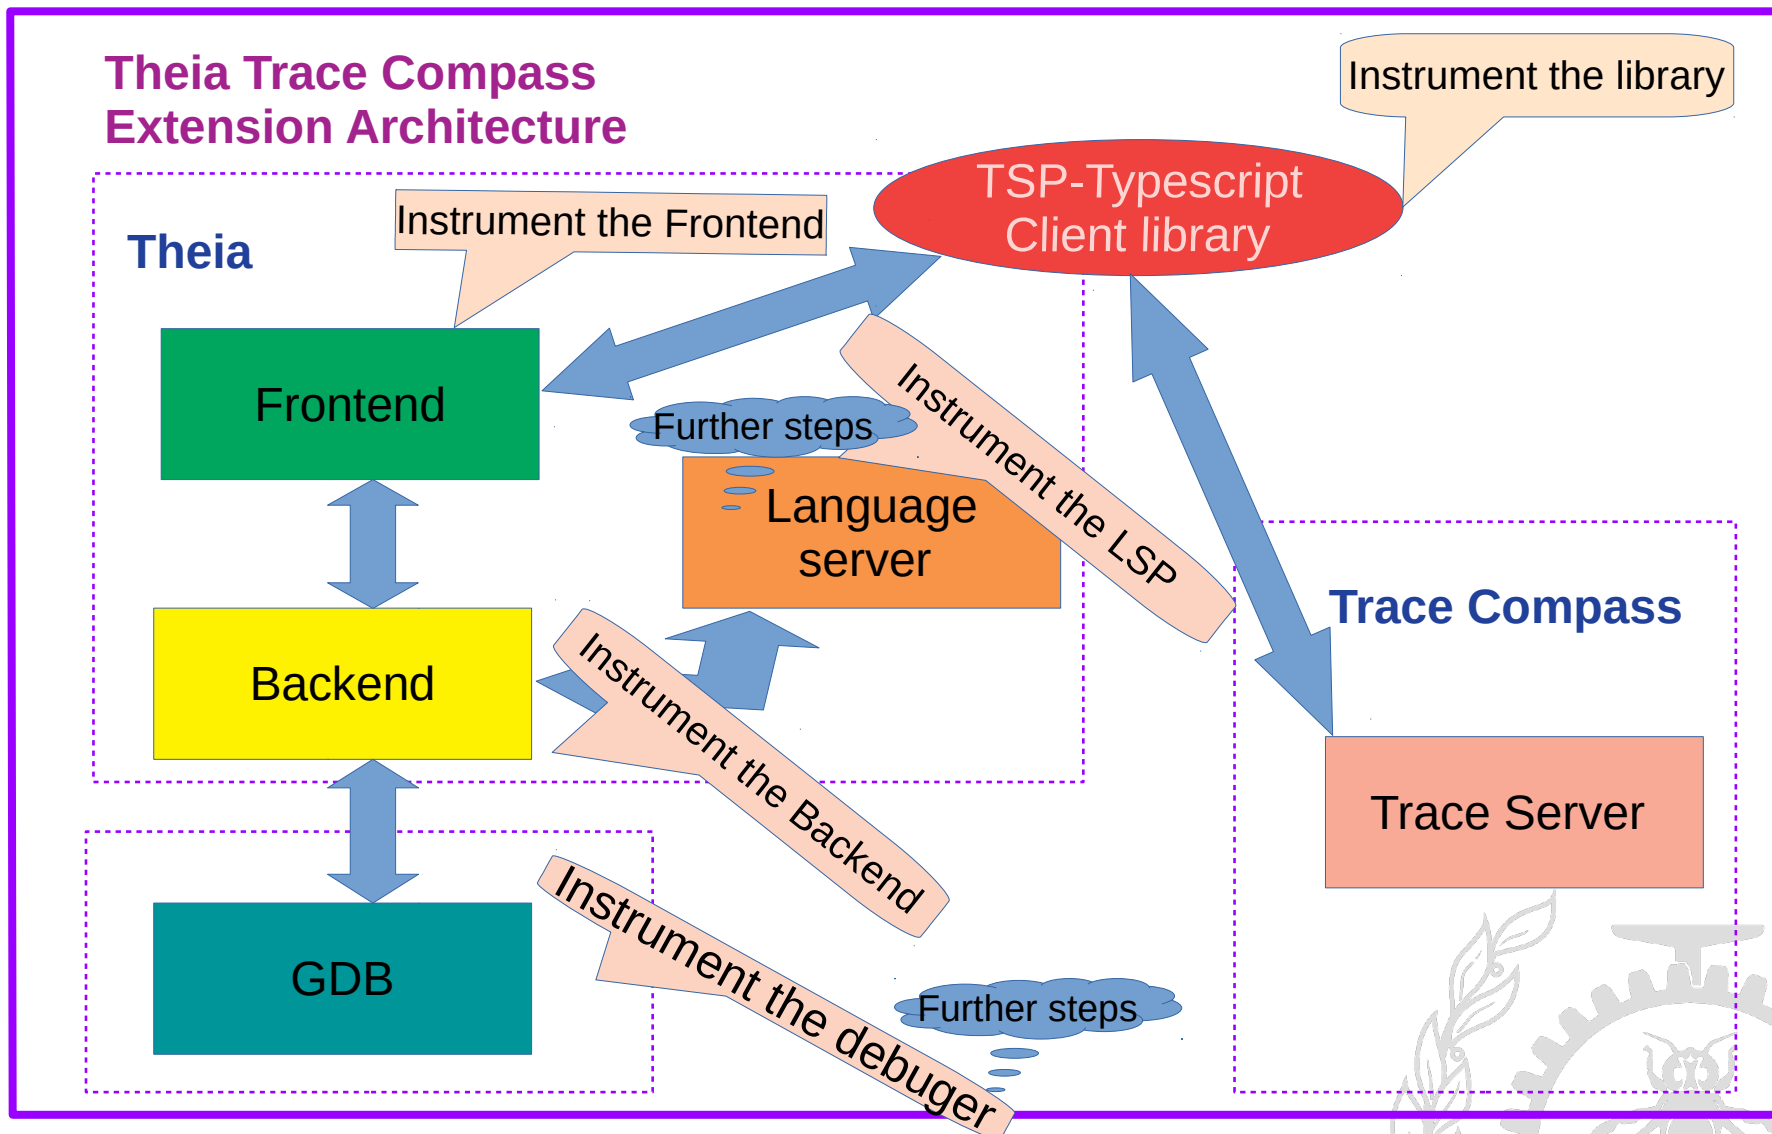 Theia Trace Compass
Extension Architecture
Instrument the library
TSP-Typescript
Client library
Instrument the Frontend
Theia
Frontend
Further steps
Instrument the LSP
Language
server
Trace Compass
Backend
Instrument the Backend
Trace Server
GDB
Instrument the debuger
Further steps